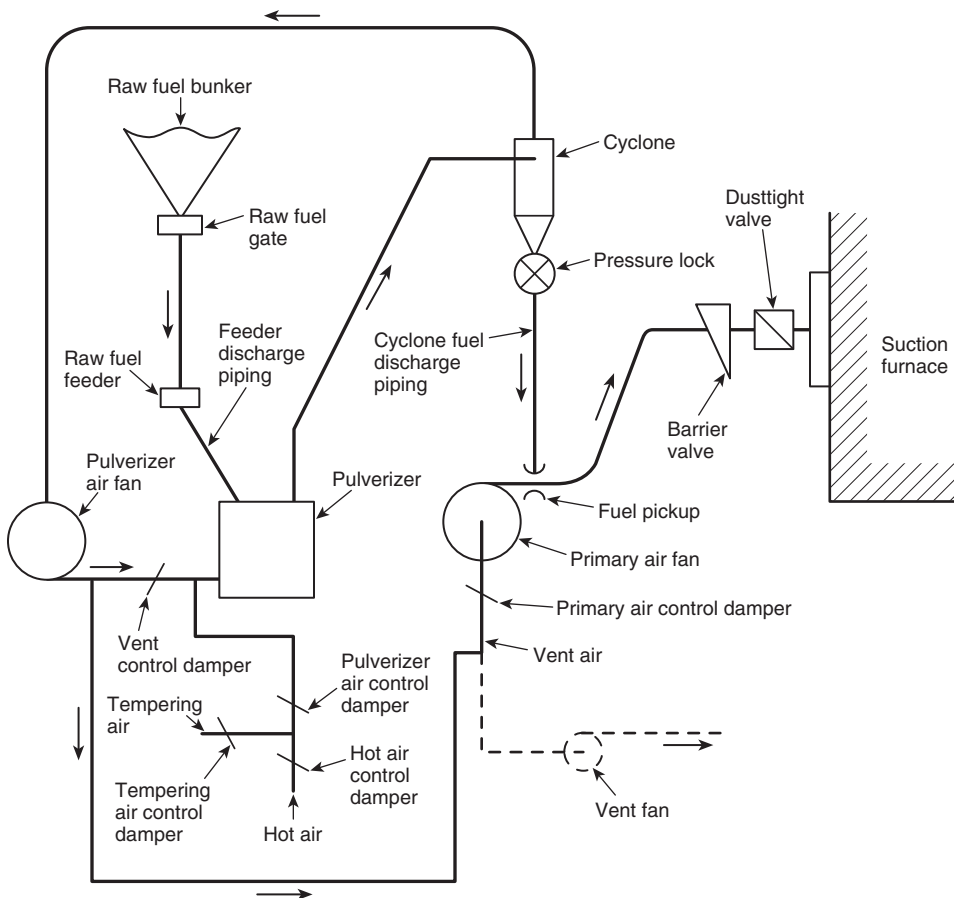 Raw fuel bunker
Cyclone
Dusttight
valve
Raw fuel
gate
Pressure lock
Feeder
discharge
piping
Cyclone fuel
discharge
piping
Suction
furnace
Raw fuel
feeder
Barrier
valve
Pulverizer
air fan
Pulverizer
Fuel pickup
Primary air fan
Primary air control damper
Vent
control damper
Vent air
Pulverizer
air control
damper
Tempering
air
Hot air
control
damper
Tempering
air control
damper
Hot air
Vent fan